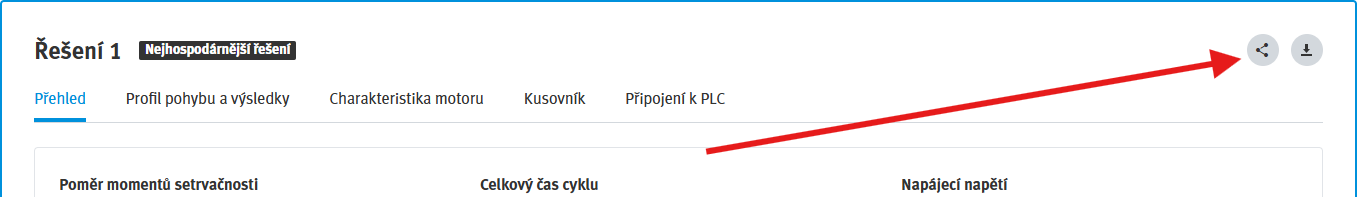 Řešení 1 Nejhospodárnější řešení
Přehled Profil pohybu a výsledky Charakteristika motoru Kusovník Připojení k PLC
Poměr momentů setrvačnosti Celkový čas cyklu Napájecí napětí